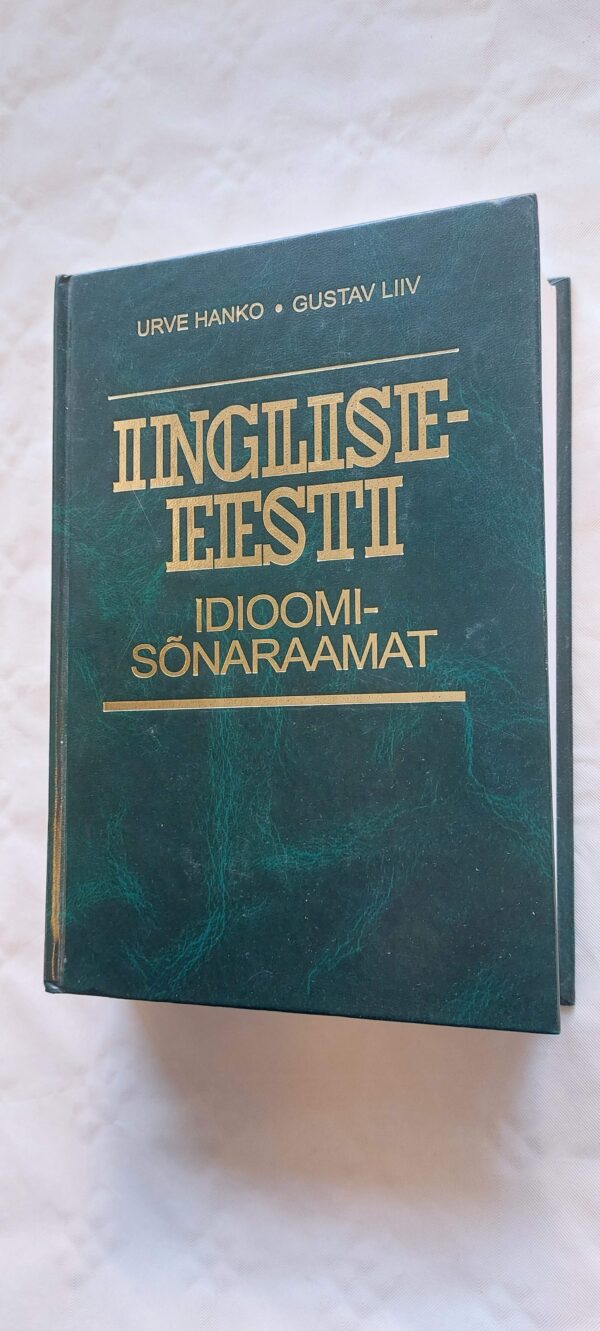 URVE HANKO • GUSTAV LIIV
INGLISE-
EESTI
IDIOOMI-
SÕNARAAMAT